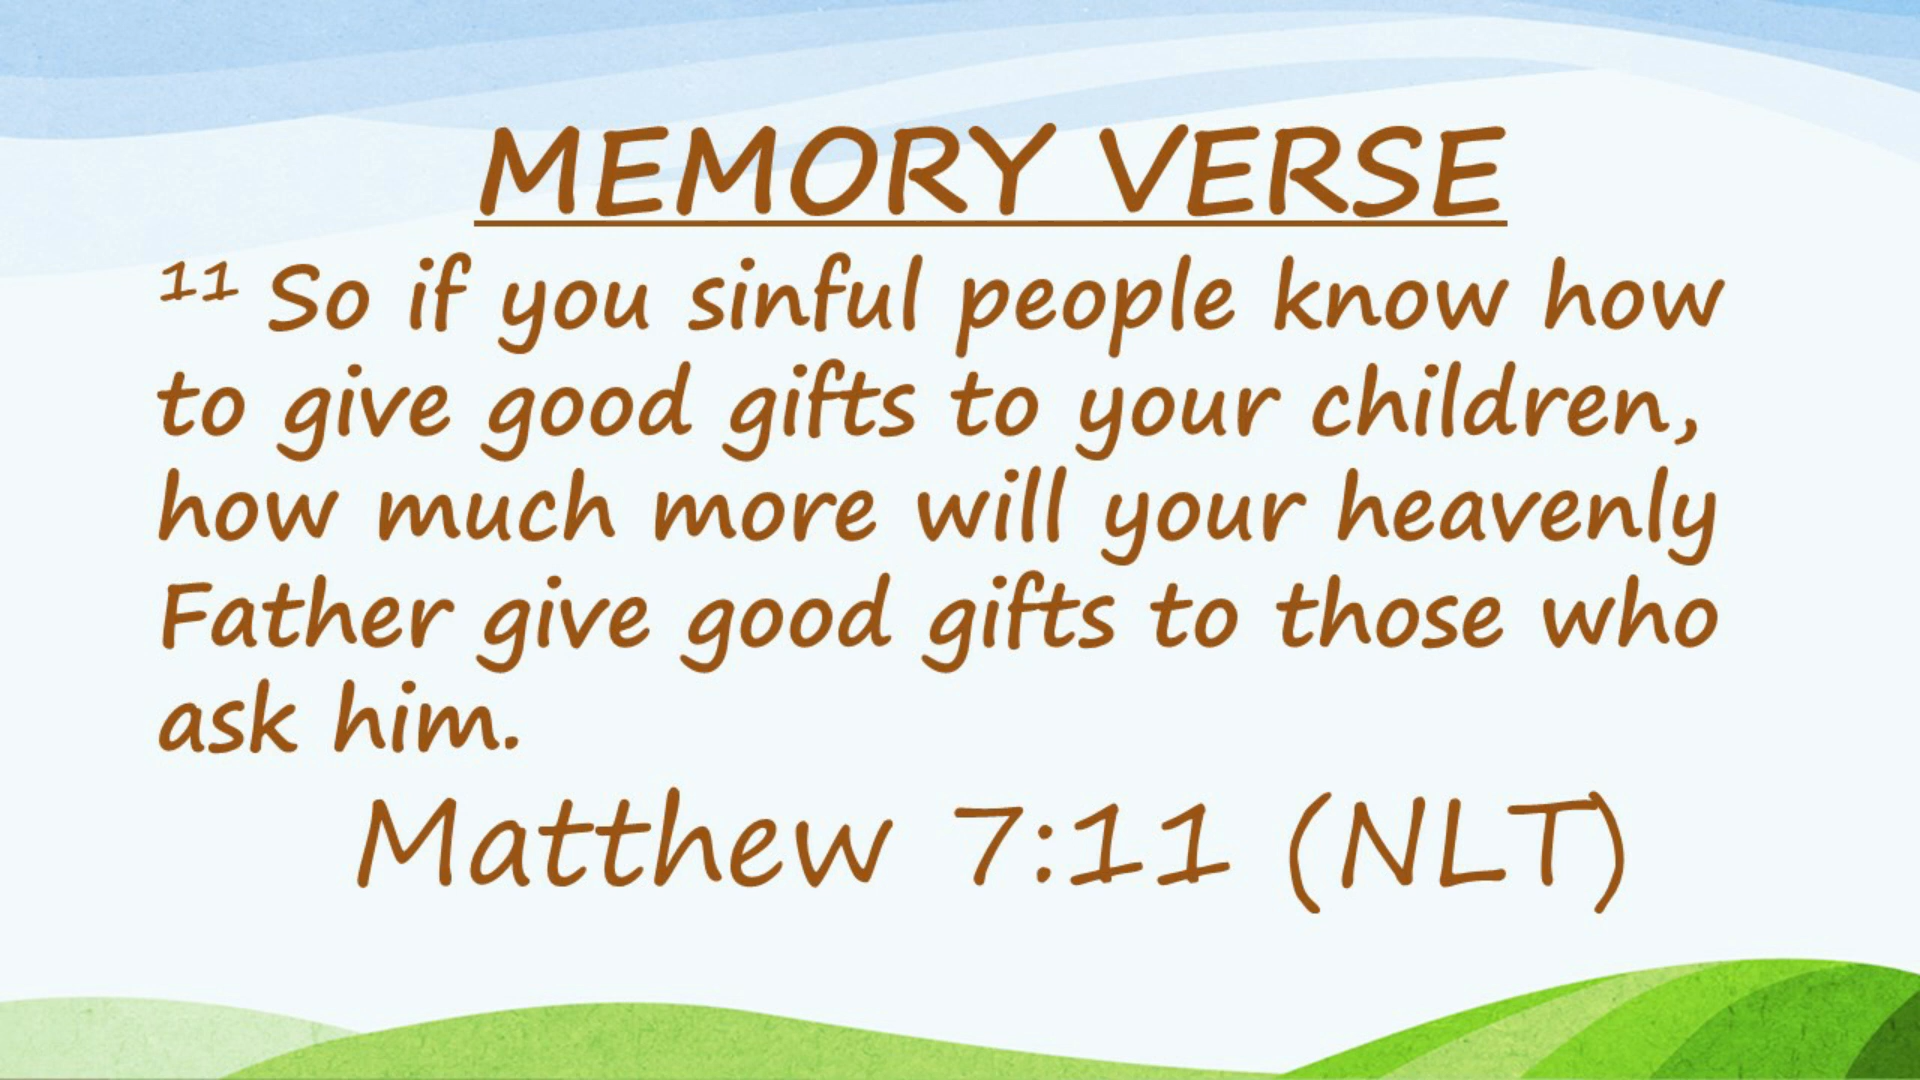 MEMORY VERSE
11 So if you sinful people know how
to give good gifts to your children,
how much more will your heavenly
Father give good gifts to those who
ask him.
Matthew 7:11 (NLT)